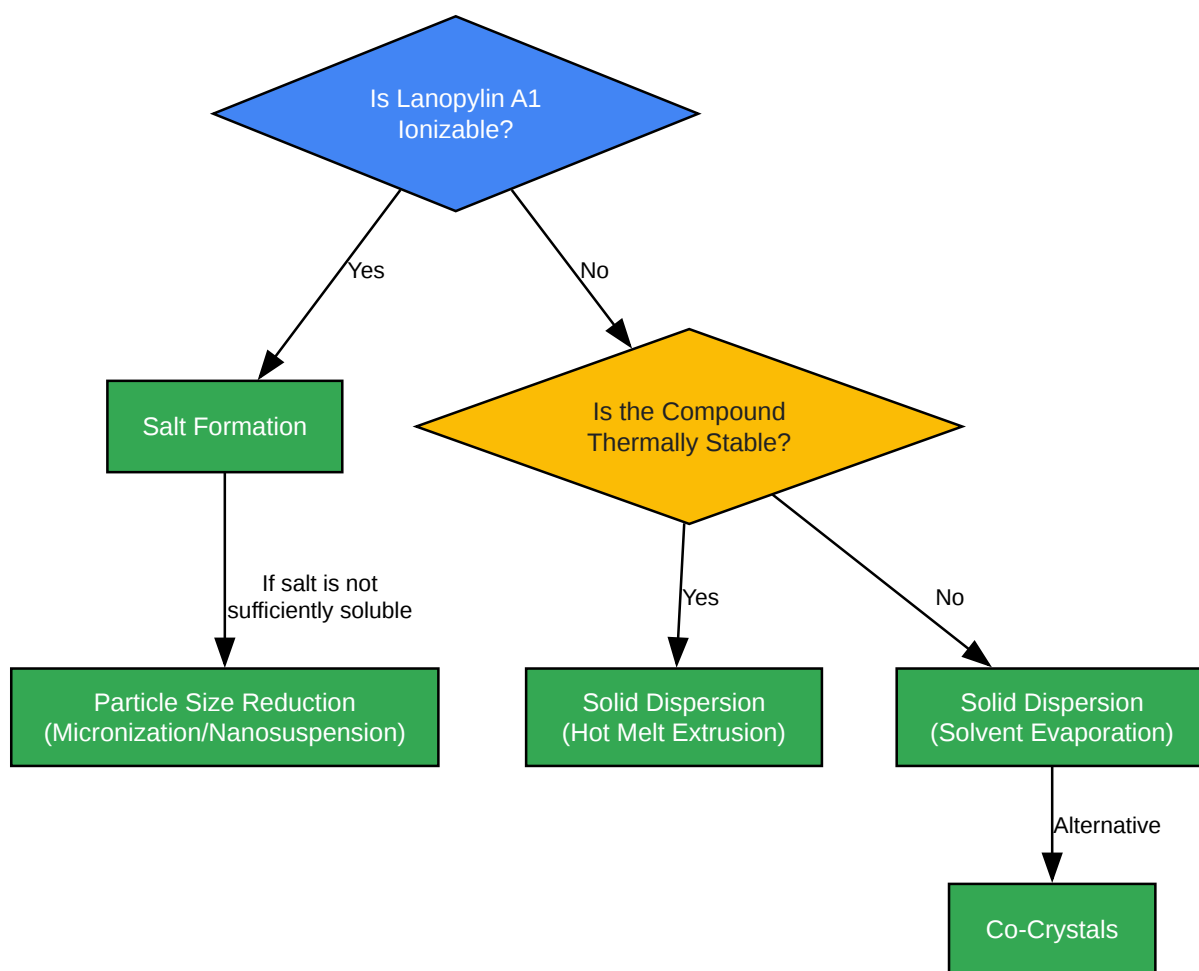 Is Lanopylin A1
Ionizable?
Yes
No
Salt Formation
Is the Compound
Thermally Stable?
If salt is not
sufficiently soluble
Yes
No
Particle Size Reduction
(Micronization/Nanosuspension)
Solid Dispersion
(Hot Melt Extrusion)
Solid Dispersion
(Solvent Evaporation)
Alternative
Co-Crystals